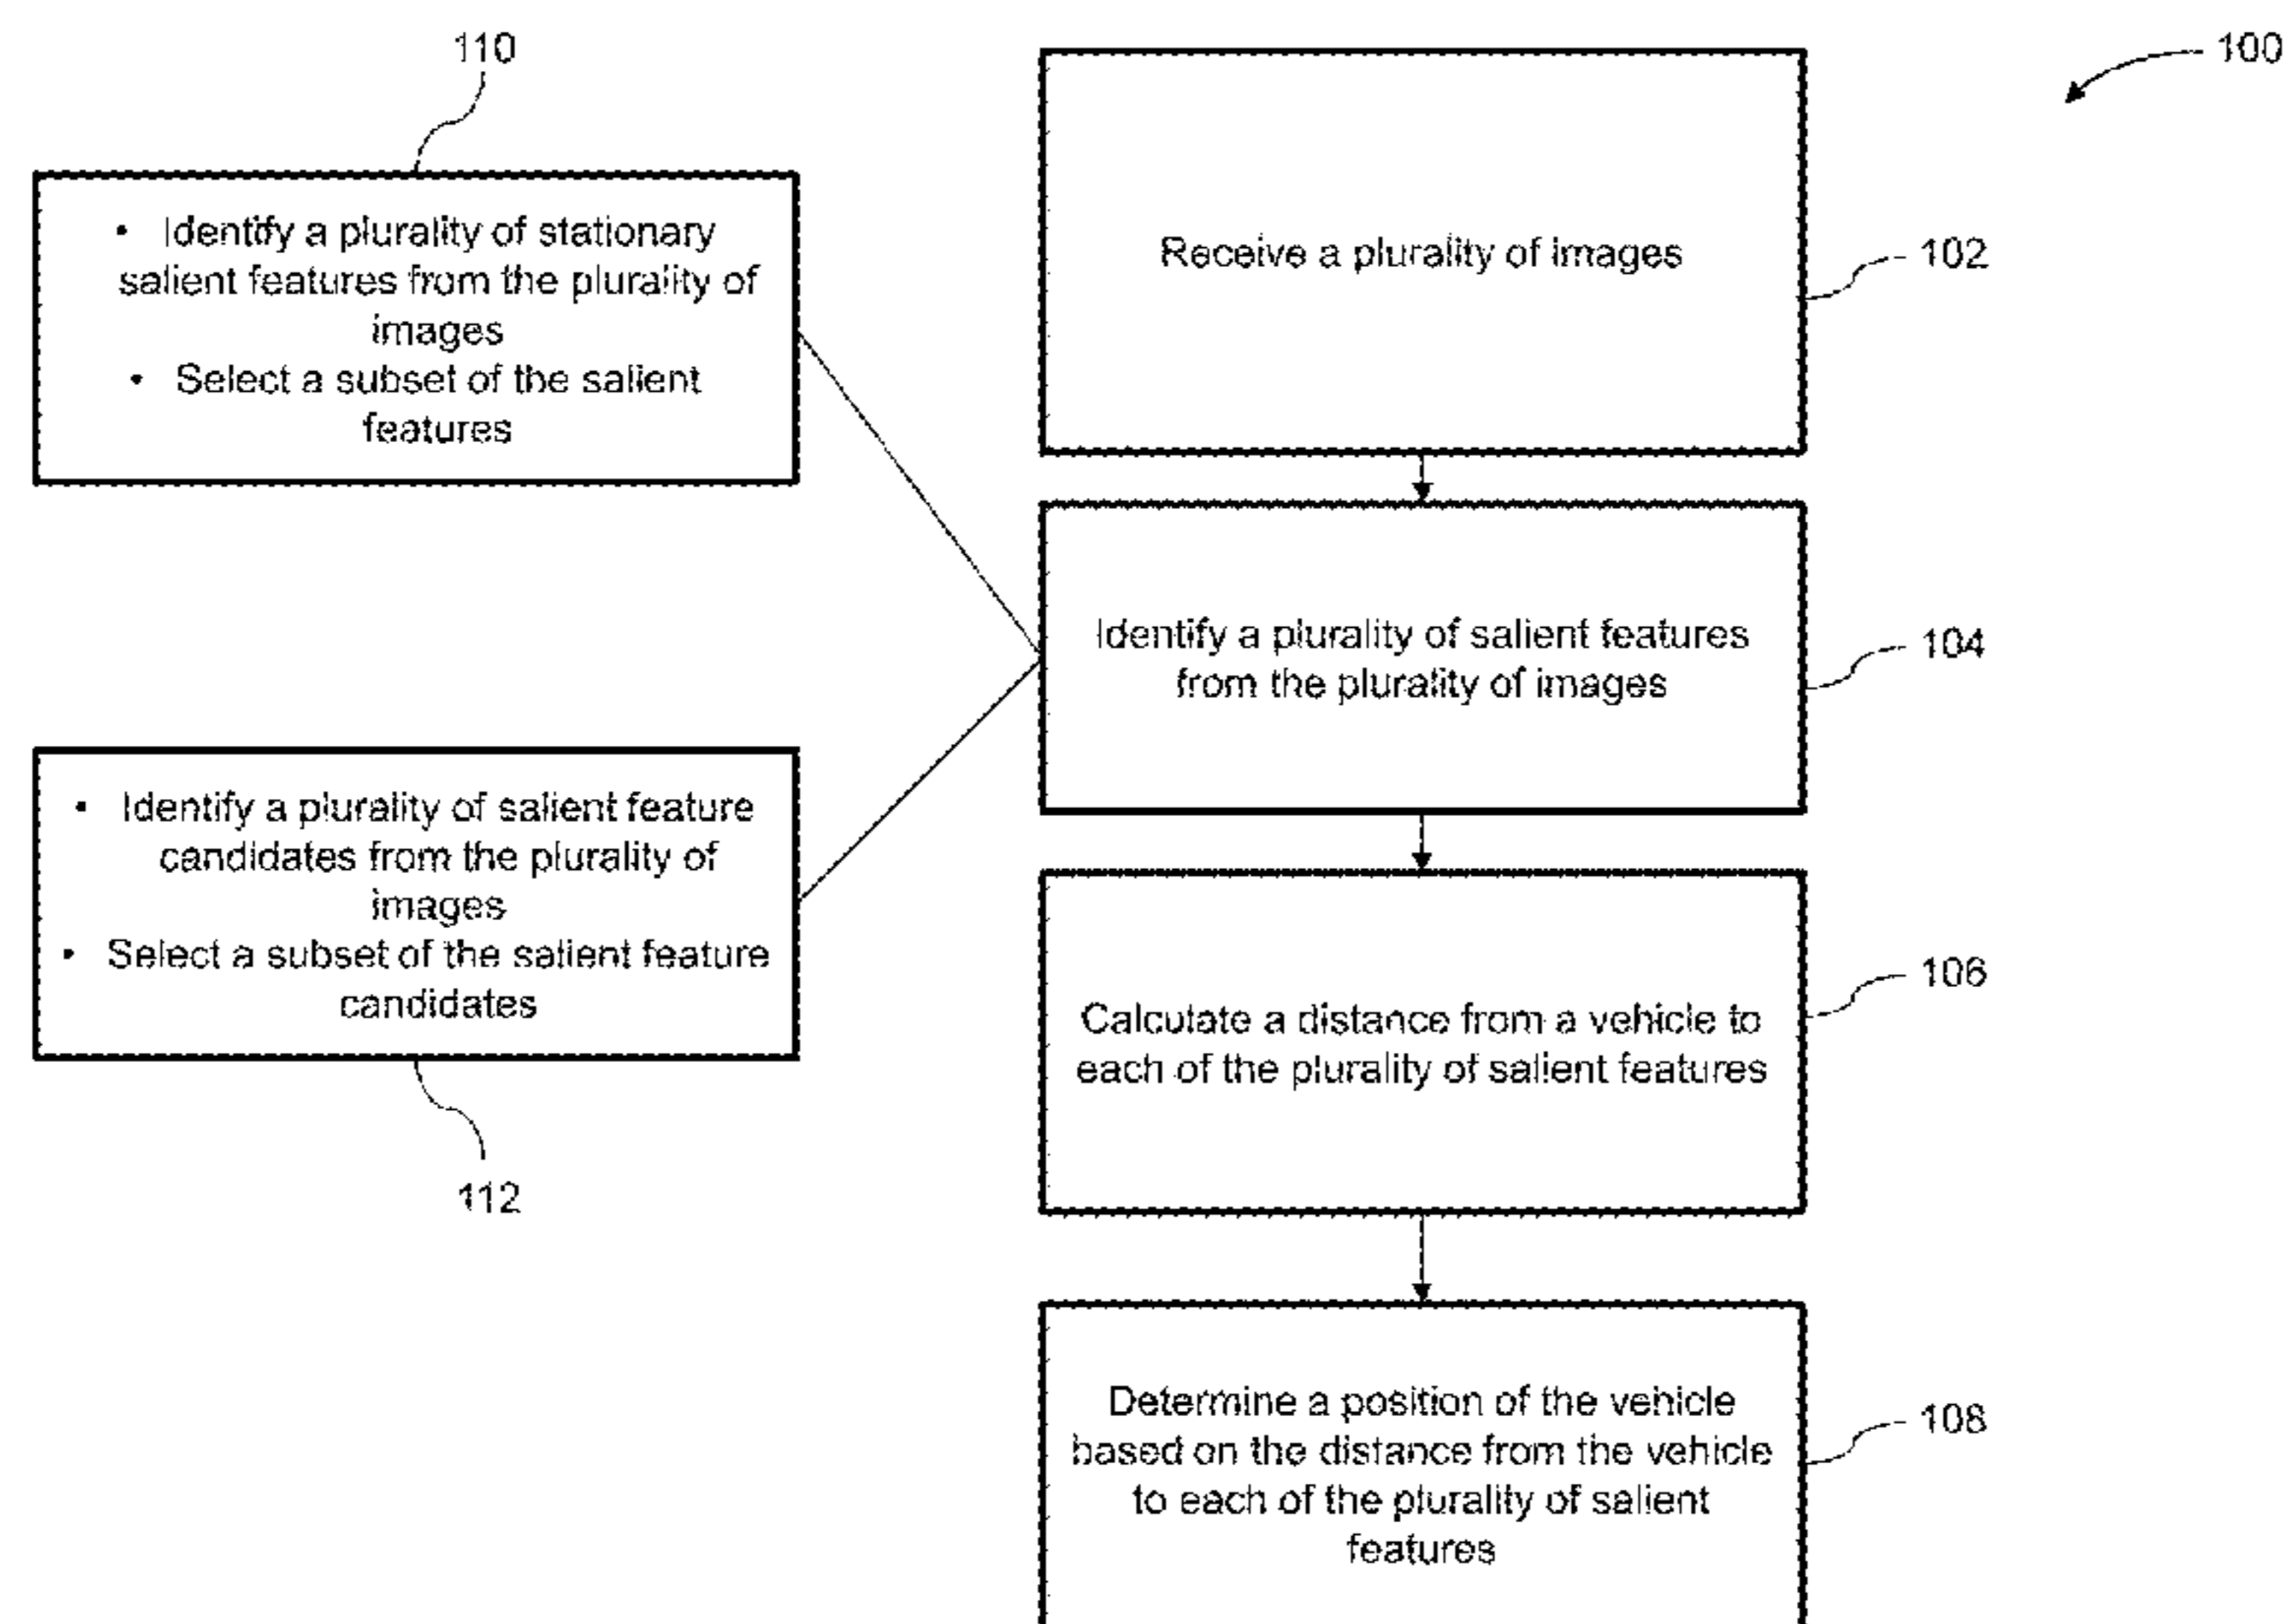 110
100
• Identify a plurality of stationary
salient features from the plurality of
images
• Select a subset of the salient
features
Receive a plurality of images
102
Identify a plurality of salient features
from the plurality of images
104
• Identify a plurality of salient feature
candidates from the plurality of
images
• Select a subset of the salient feature
candidates
112
Calculate a distance from a vehicle to
each of the plurality of salient features
106
Determine a position of the vehicle
based on the distance from the vehicle
to each of the plurality of salient
features
108